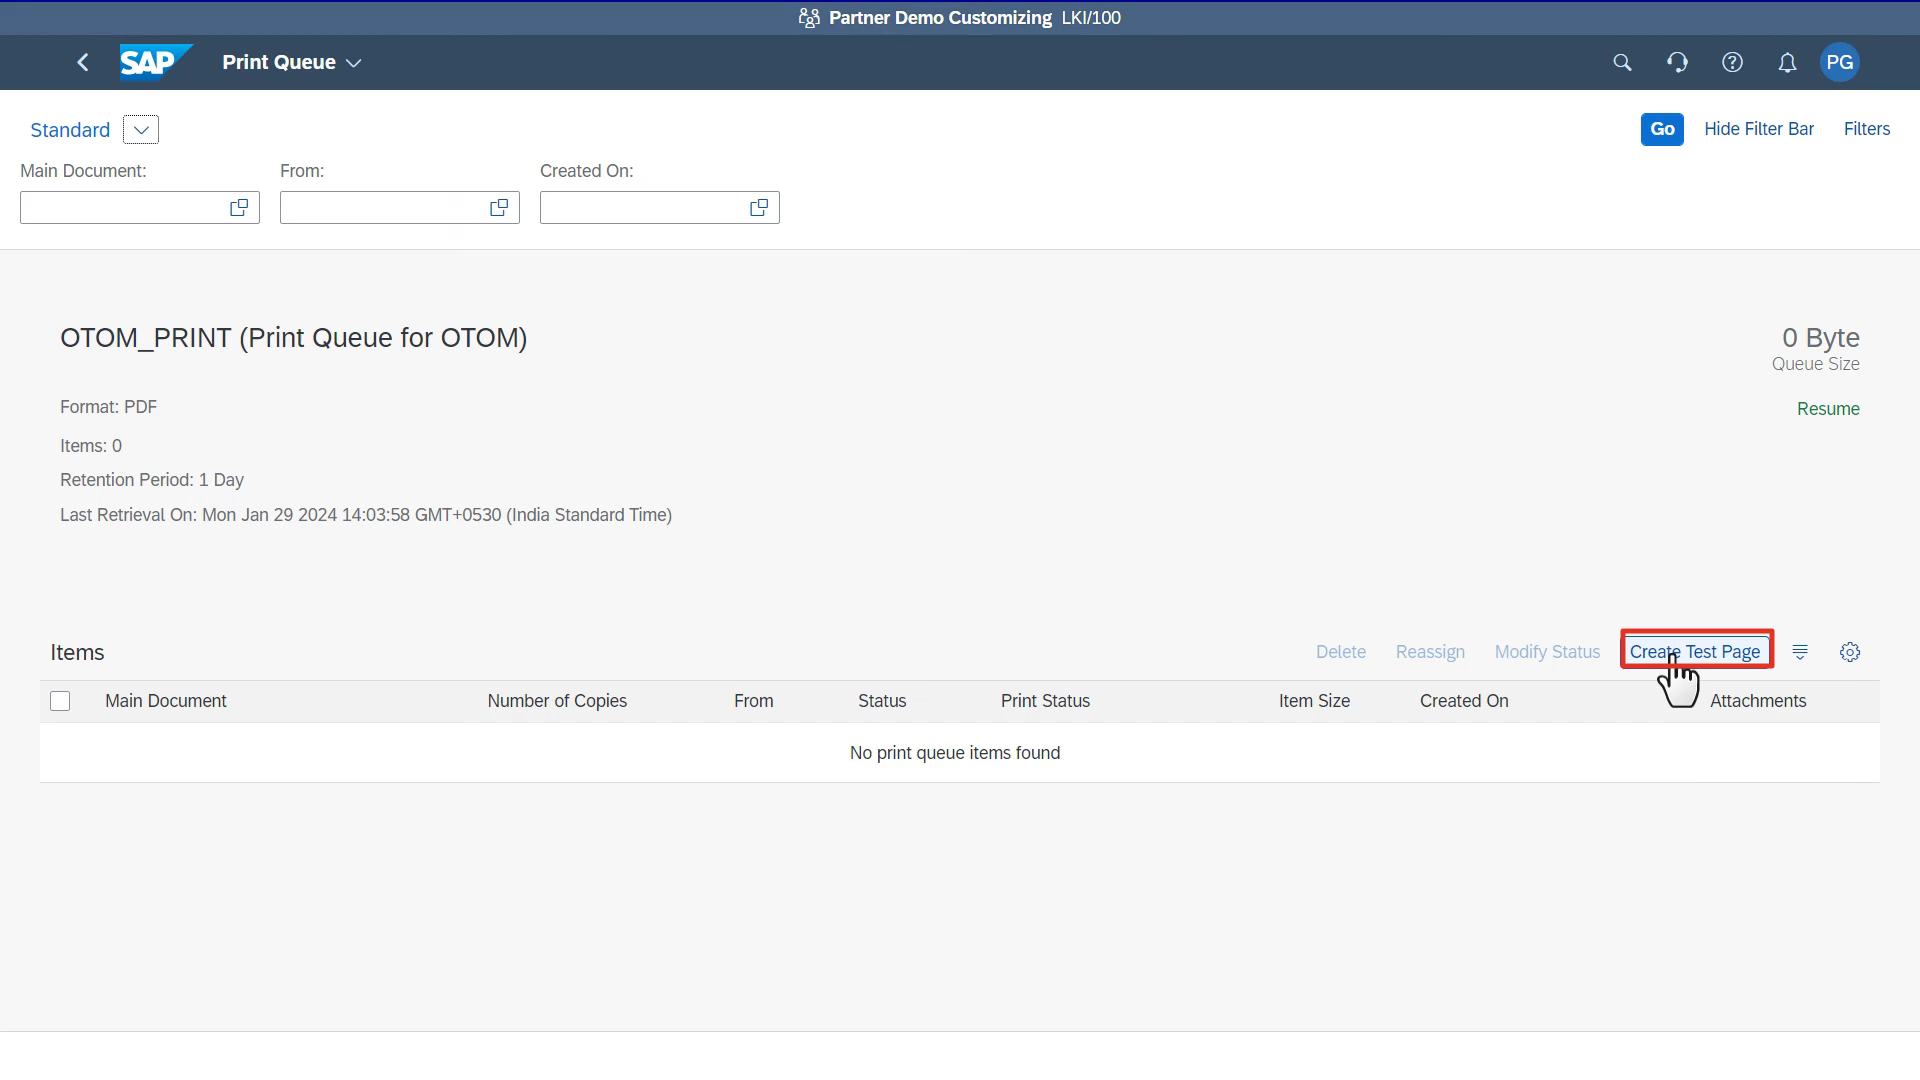 Partner Demo Customizing LKI/100
SAP Print Queue PG
Standard Go Hide Filter Bar Filters
Main Document: From: Created On:
OTOM_PRINT (Print Queue for OTOM) 0 Byte
Queue Size
Format: PDF Resume
Items: 0
Retention Period: 1 Day
Last Retrieval On: Mon Jan 29 2024 14:03:58 GMT+0530 (India Standard Time)
Items Delete Reassign Modify Status Create Test Page
Main Document Number of Copies From Status Print Status Item Size Created On Attachments
No print queue items found